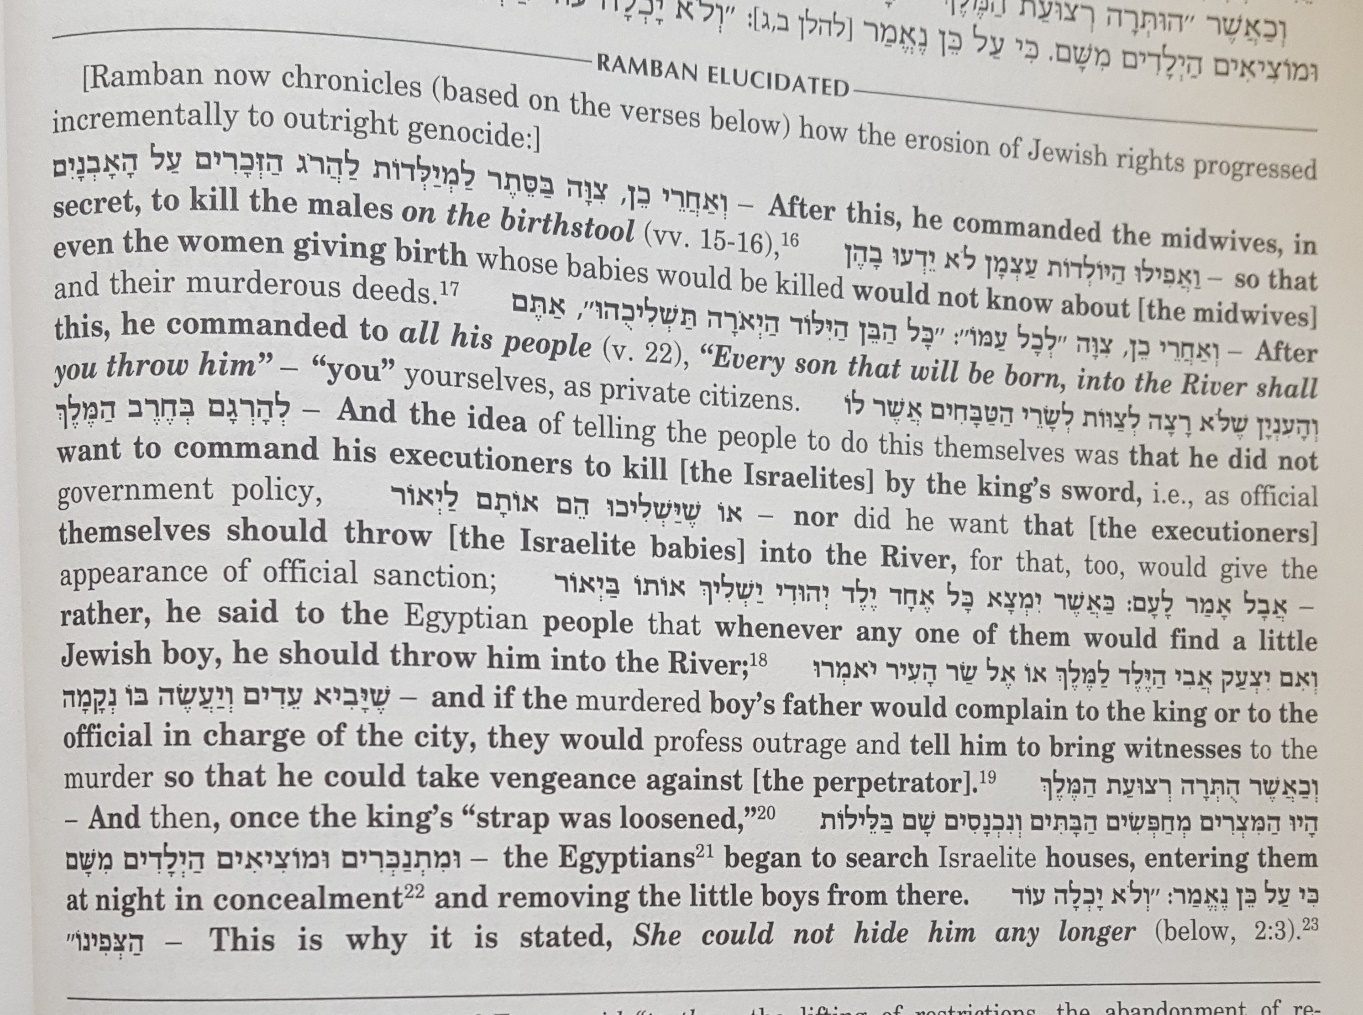 וְכַאֲשֶׁר "הוּתְּרָה רְצוּעַת הַמֶּלֶךְ
וּמוֹצִיאִים הַיְלָדִים מִשָּׁם. כִּי עַל כֵּן נֶאֱמַר [להלן ב,ג]: "וְלֹא יָכְלָה עוֹד
RAMBAN ELUCIDATED
[Ramban now chronicles (based on the verses below) how the erosion of Jewish rights progressed
incrementally to outright genocide:]
וְאַחֲרֵי כֵן, צִוָּה בַּסֵּתֶר לַמְיַלְּדוֹת לַהֲרֹג הַזְּכָרִים עַל הָאָבְנָיִם – After this, he commanded the midwives, in
secret, to kill the males on the birthstool (vv. 15-16),16 וַאֲפִילוּ הַיּוֹלְדוֹת עַצְמָן לֹא יֵדְעוּ בָּהֶן – so that
even the women giving birth whose babies would be killed would not know about [the midwives]
and their murderous deeds.17 וְאַחֲרֵי כֵן, צִוָּה "לְכָל עַמּוֹ": "כָּל הַבֵּן הַיִּלּוֹד הַיְאֹרָה תַּשְׁלִיכֻהוּ", אַתֶּם – After
this, he commanded to all his people (v. 22), “Every son that will be born, into the River shall
you throw him” – “you” yourselves, as private citizens. וְהָעִנְיָן שֶׁלֹּא רָצָה לְצַוּוֹת לְשָׂרֵי הַטַּבָּחִים אֲשֶׁר לוֹ
לְהָרְגָם בְּחֶרֶב הַמֶּלֶךְ – And the idea of telling the people to do this themselves was that he did not
want to command his executioners to kill [the Israelites] by the king’s sword, i.e., as official
government policy, אוֹ שֶׁיַּשְׁלִיכוּ הֵם אוֹתָם לַיְאוֹר – nor did he want that [the executioners]
themselves should throw [the Israelite babies] into the River, for that, too, would give the
appearance of official sanction; אֲבָל אָמַר לָעָם: כַּאֲשֶׁר יִמְצָא כָּל אֶחָד יֶלֶד יְהוּדִי יַשְׁלִיךְ אוֹתוֹ בַּיְאוֹר –
rather, he said to the Egyptian people that whenever any one of them would find a little
Jewish boy, he should throw him into the River;18 וְאִם יִצְעַק אֲבִי הַיֶּלֶד לַמֶּלֶךְ אוֹ אֶל שַׂר הָעִיר יֹאמְרוּ
שֶׁיָּבִיא עֵדִים וְיַעֲשֶׂה בּוֹ נְקָמָה – and if the murdered boy’s father would complain to the king or to the
official in charge of the city, they would profess outrage and tell him to bring witnesses to the
murder so that he could take vengeance against [the perpetrator].19 וְכַאֲשֶׁר הֻתְּרָה רְצוּעַת הַמֶּלֶךְ
– And then, once the king’s “strap was loosened,”20 הָיוּ הַמִּצְרִים מְחַפְּשִׂים הַבָּתִּים וְנִכְנָסִים שָׁם בַּלֵּילוֹת
וּמִתְנַכְּרִים וּמוֹצִיאִים הַיְלָדִים מִשָּׁם – the Egyptians21 began to search Israelite houses, entering them
at night in concealment22 and removing the little boys from there. כִּי עַל כֵּן נֶאֱמַר: "וְלֹא יָכְלָה עוֹד
הַצְּפִינוֹ" – This is why it is stated, She could not hide him any longer (below, 2:3).23
the lifting of restrictions, the abandonment of re-